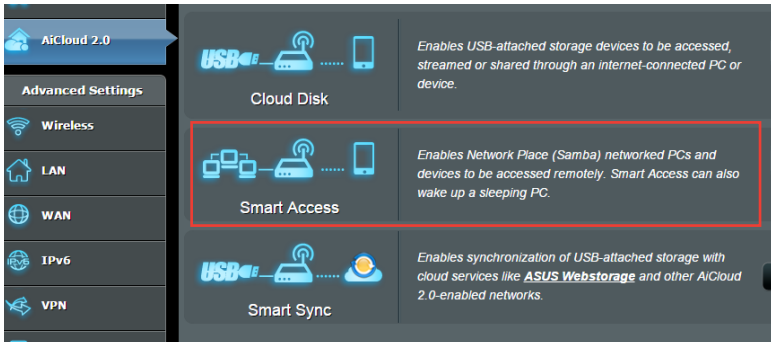 AiCloud 2.0
Advanced Settings
Wireless
LAN
WAN
IPv6
IPv6
VPN
USB
Cloud Disk
Enables USB-attached storage devices to be accessed,
streamed or shared through an internet-connected PC or
device.
Smart Access
Enables Network Place (Samba) networked PCs and
devices to be accessed remotely. Smart Access can also
wake up a sleeping PC.
USB
Smart Sync
Enables synchronization of USB-attached storage with
cloud services like ASUS Webstorage and other AiCloud
2.0-enabled networks.